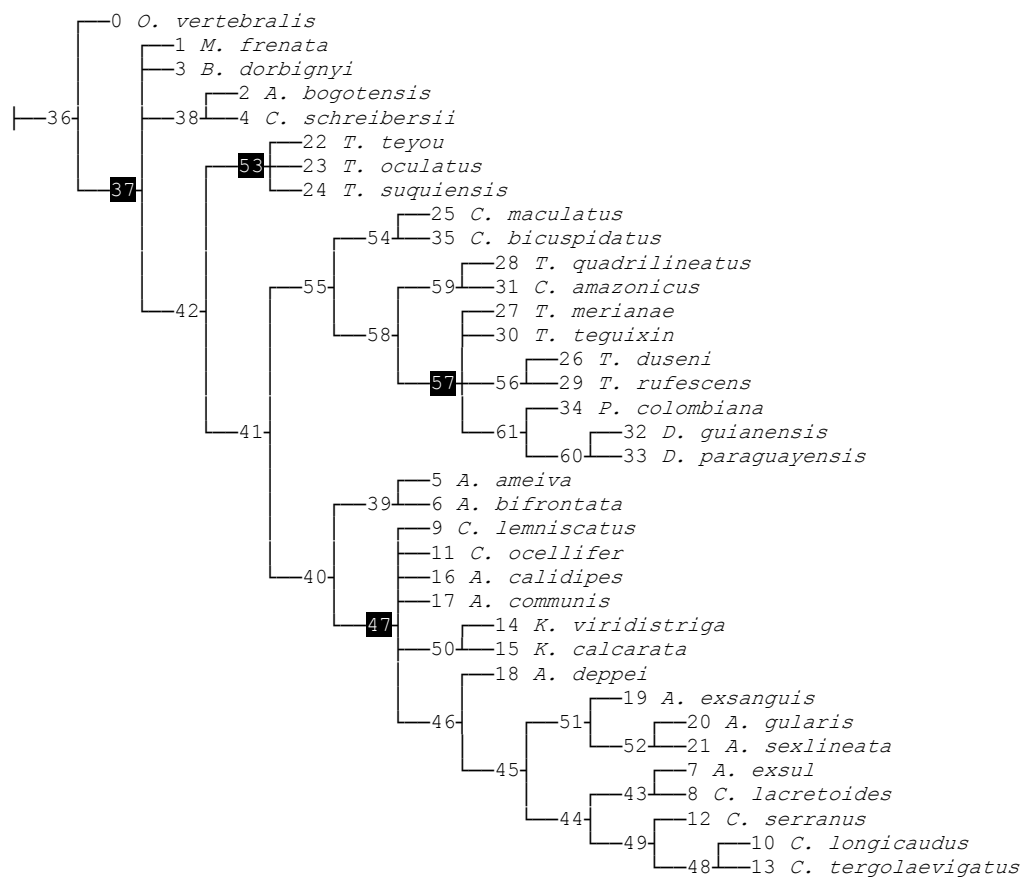 0 O. vertebralis
1 M. frenata
3 B. dorbignyi
2 A. bogotensis
36 38 4 C. schreibersii
22 T. teyou
53 23 T. oculatus
37 24 T. suquiensis
25 C. maculatus
54 35 C. bicuspidatus
28 T. quadrilineatus
55 59 31 C. amazonicus
42 27 T. merianae
58 30 T. teguixin
26 T. duseni
57 56 29 T. rufescens
34 P. colombiana
41 61 32 D. guianensis
60 33 D. paraguayensis
5 A. ameiva
39 6 A. bifrontata
9 C. lemniscatus
11 C. ocellifer
40 16 A. calidipes
17 A. communis
47 14 K. viridistriga
50 15 K. calcarata
18 A. deppei
19 A. exsanguis
46 51 20 A. gularis
52 21 A. sexlineata
45 7 A. exsul
43 8 C. lacretoides
44 12 C. serranus
49 10 C. longicaudus
48 13 C. tergolaevigatus